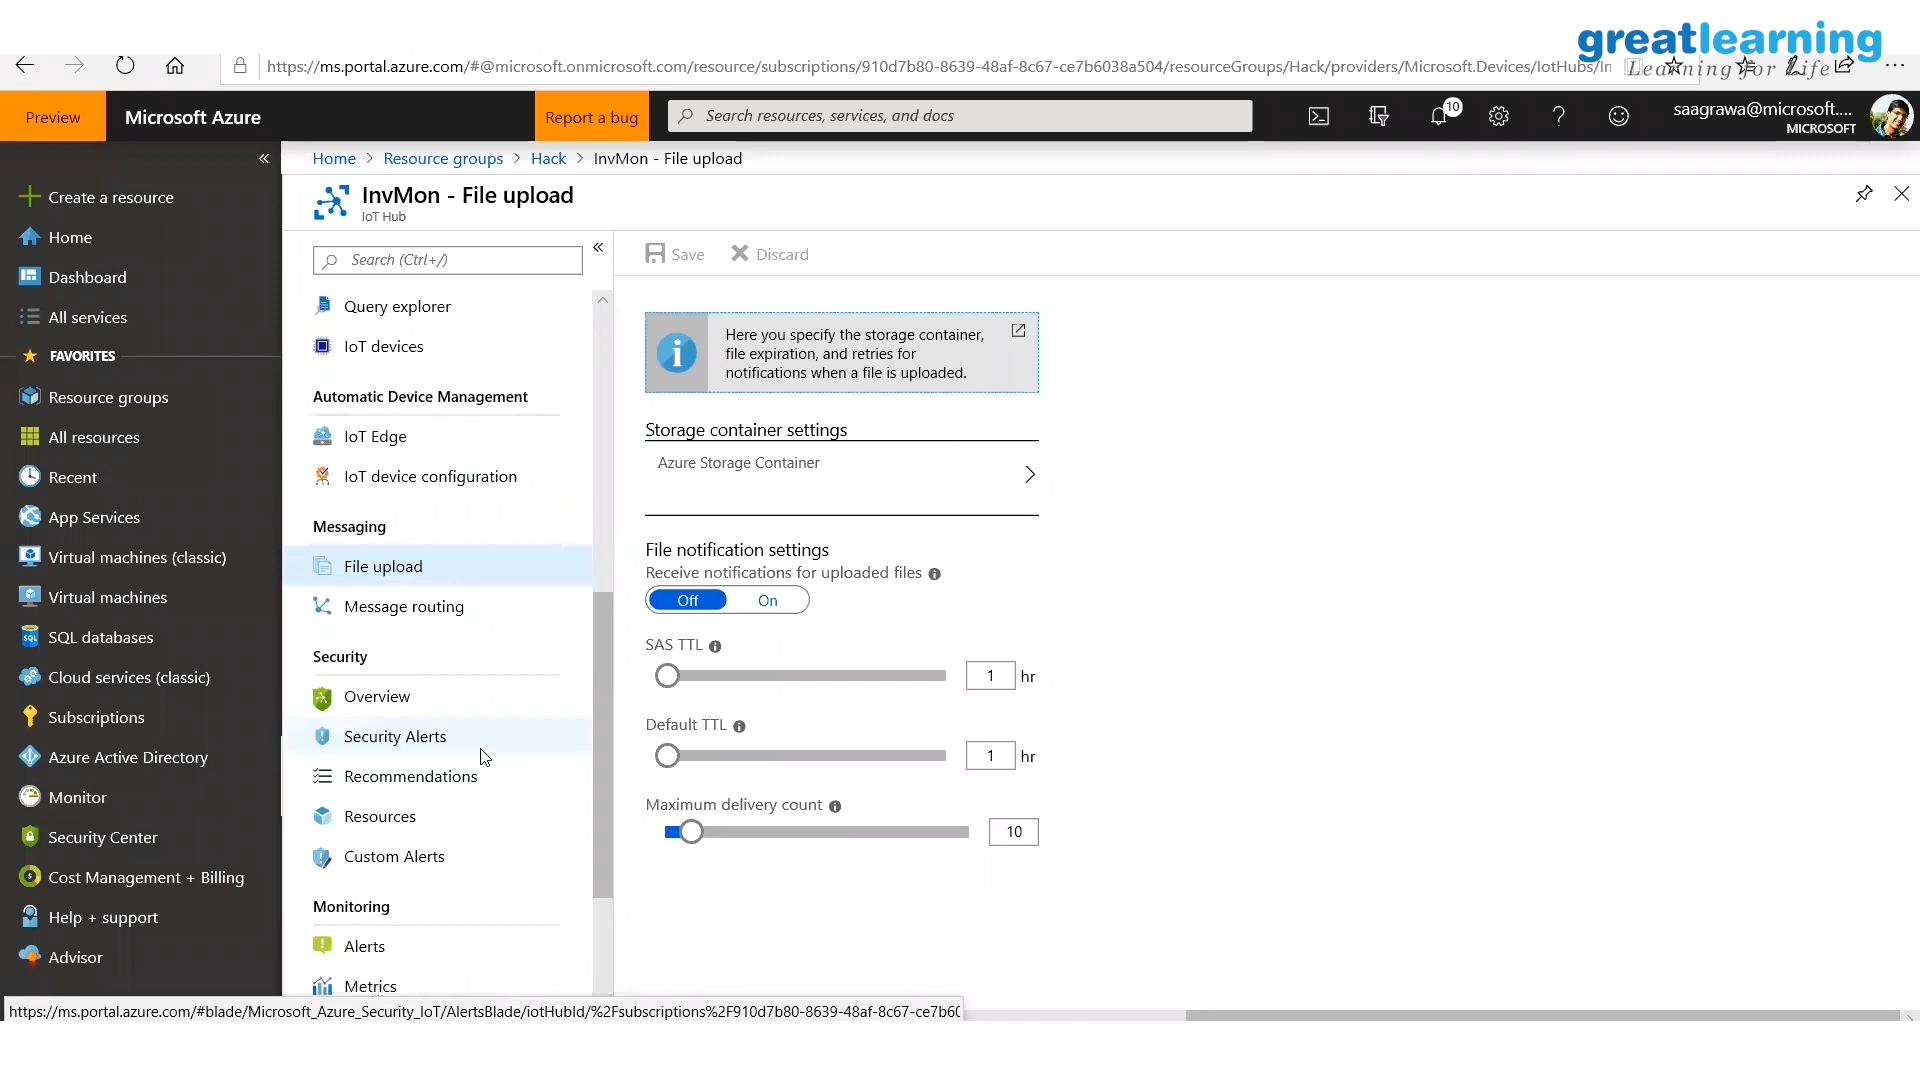 greatlearning
Learning for Life
https://ms.portal.azure.com/#@microsoft.onmicrosoft.com/resource/subscriptions/910d7b80-8639-48af-8c67-ce7b6038a504/resourceGroups/Hack/providers/Microsoft.Devices/IotHubs/In
Preview
Microsoft Azure
Report a bug
Search resources, services, and docs
10
saagrawa@microsoft....
MICROSOFT
Create a resource
Home
Dashboard
All services
FAVORITES
Resource groups
All resources
Recent
App Services
Virtual machines (classic)
Virtual machines
SQL databases
Cloud services (classic)
Subscriptions
Azure Active Directory
Monitor
Security Center
Cost Management + Billing
Help + support
Advisor
Home > Resource groups > Hack > InvMon - File upload
InvMon - File upload
IoT Hub
Search (Ctrl+/)
Query explorer
IoT devices
Automatic Device Management
IoT Edge
IoT device configuration
Messaging
File upload
Message routing
Security
Overview
Security Alerts
Recommendations
Resources
Custom Alerts
Monitoring
Alerts
Metrics
Save
Discard
Here you specify the storage container,
file expiration, and retries for
notifications when a file is uploaded.
Storage container settings
Azure Storage Container
File notification settings
Receive notifications for uploaded files
Off On
SAS TTL
1 hr
Default TTL
1 hr
Maximum delivery count
10
https://ms.portal.azure.com/#blade/Microsoft_Azure_Security_IoT/AlertsBlade/iotHubId/%2Fsubscriptions%2F910d7b80-8639-48af-8c67-ce7b60